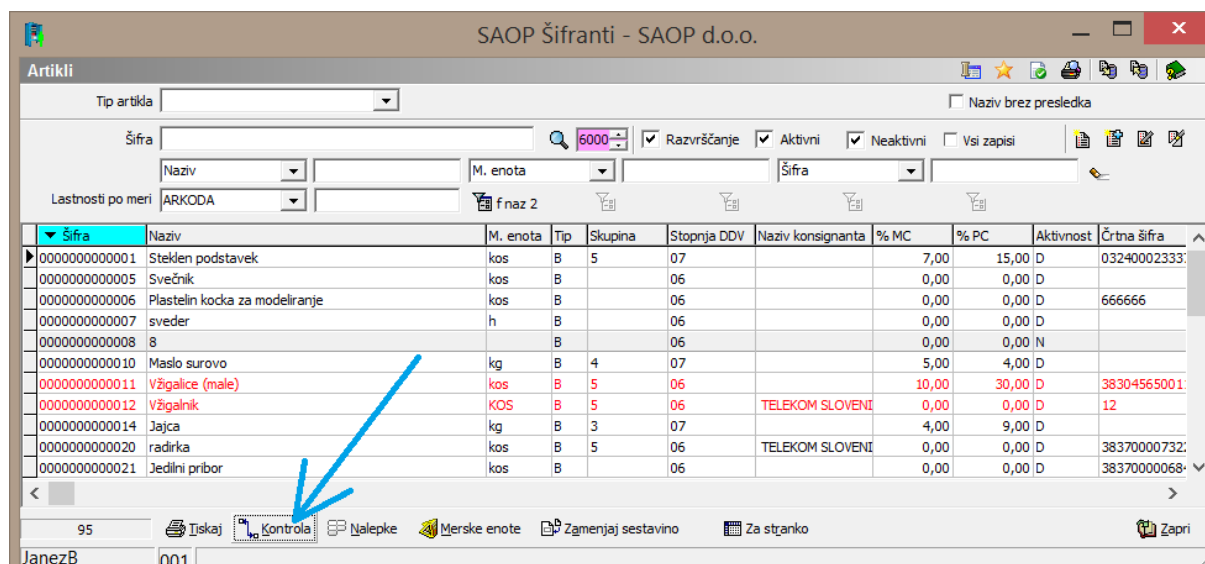 SAOP Šifranti - SAOP d.o.o.
Artikli
Tip artikla Naziv brez presledka
Šifra 6000 Razvrščanje Aktivni Neaktivni Vsi zapisi
Naziv M. enota Šifra
Lastnosti po meri ARKODA f naz 2
Šifra Naziv M. enota Tip Skupina Stopnja DDV Naziv konsignanta % MC % PC Aktivnost Črtna šifra
0000000000001 Steklen podstavek kos B 5 07 7,00 15,00 D 032400023337
0000000000005 Svečnik kos B 06 0,00 0,00 D
0000000000006 Plastelin kocka za modeliranje kos B 06 0,00 0,00 D 666666
0000000000007 sveder h B 06 0,00 0,00 D
0000000000008 8 B 06 0,00 0,00 N
0000000000010 Maslo surovo kg B 4 07 5,00 4,00 D
0000000000011 Vžigalice (male) kos B 5 06 10,00 30,00 D 38304565001
0000000000012 Vžigalnik KOS B 5 06 TELEKOM SLOVENI 0,00 0,00 D 12
0000000000014 Jajca kg B 3 07 4,00 9,00 D
0000000000020 radirka kos B 5 06 TELEKOM SLOVENI 0,00 0,00 D 38370000732
0000000000021 Jedilni pribor kos B 06 0,00 0,00 D 38370000068
95 Tiskaj Kontrola Nalepke Merske enote Zamenjaj sestavino Za stranko Zapri
JanezB 001